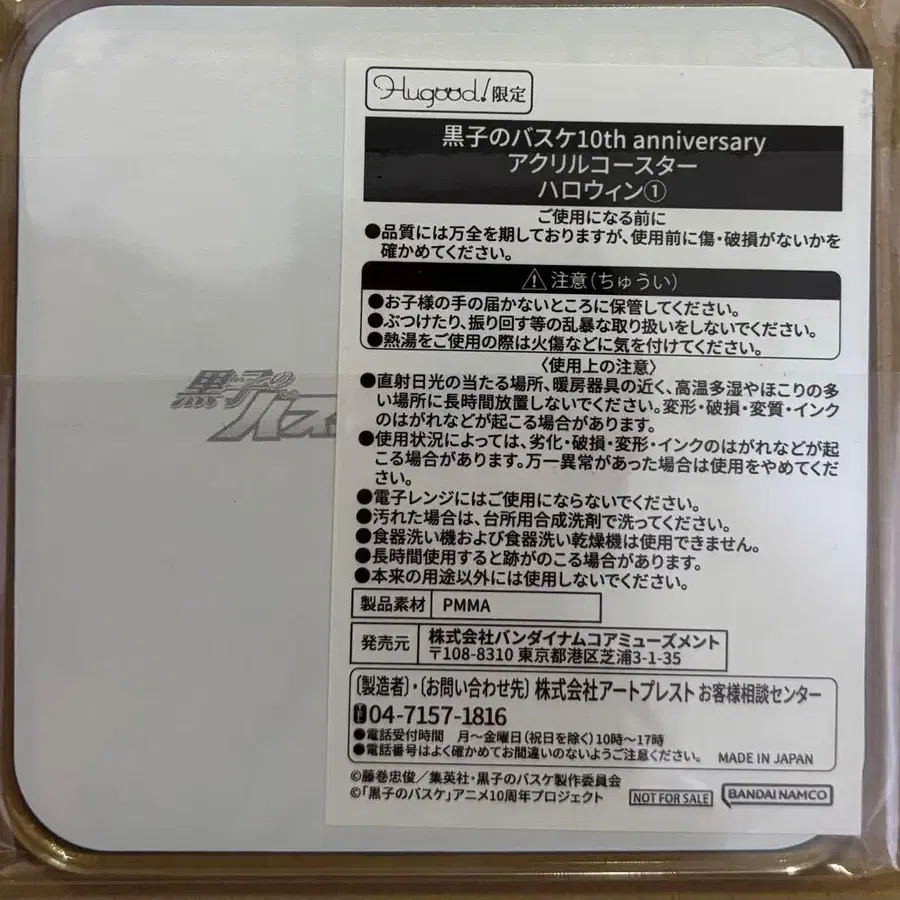 Hugood!限定
黒子のバスケ10th anniversary
アクリルコースター
ハロウィン①
ご使用になる前に
●品質には万全を期しておりますが、使用前に傷・破損がないかを
確かめてください。
⚠注意(ちゅうい)
●お子様の手の届かないところに保管してください。
●ぶつけたり、振り回す等の乱暴な取り扱いをしないでください。
●熱湯をご使用の際は火傷などに気を付けてください。
〈使用上の注意〉
●直射日光の当たる場所、暖房器具の近く、高温多湿やほこりの多
い場所に長時間放置しないでください。変形・破損・変質・インク
のはがれなどが起こる場合があります。
●使用状況によっては、劣化・破損・変形・インクのはがれなどが起
こる場合があります。万一異常があった場合は使用をやめてくだ
さい。
●電子レンジにはご使用にならないでください。
●汚れた場合は、台所用合成洗剤で洗ってください。
●食器洗い機および食器洗い乾燥機は使用できません。
●長時間使用すると跡がのこる場合があります。
●本来の用途以外には使用しないでください。
製品素材 PMMA
発売元 株式会社バンダイナムコアミューズメント
〒108-8310 東京都港区芝浦3-1-35
〔製造者〕・〔お問い合わせ先〕 株式会社アートプレスト お客様相談センター
04-7157-1816
●電話受付時間 月〜金曜日(祝日を除く)10時〜17時
●電話番号はよく確かめてお間違いのないようご注意ください。 MADE IN JAPAN
©藤巻忠俊/集英社・黒子のバスケ製作委員会
©「黒子のバスケ」アニメ10周年プロジェクト NOT FOR SALE BANDAI NAMCO
黒子の
バス